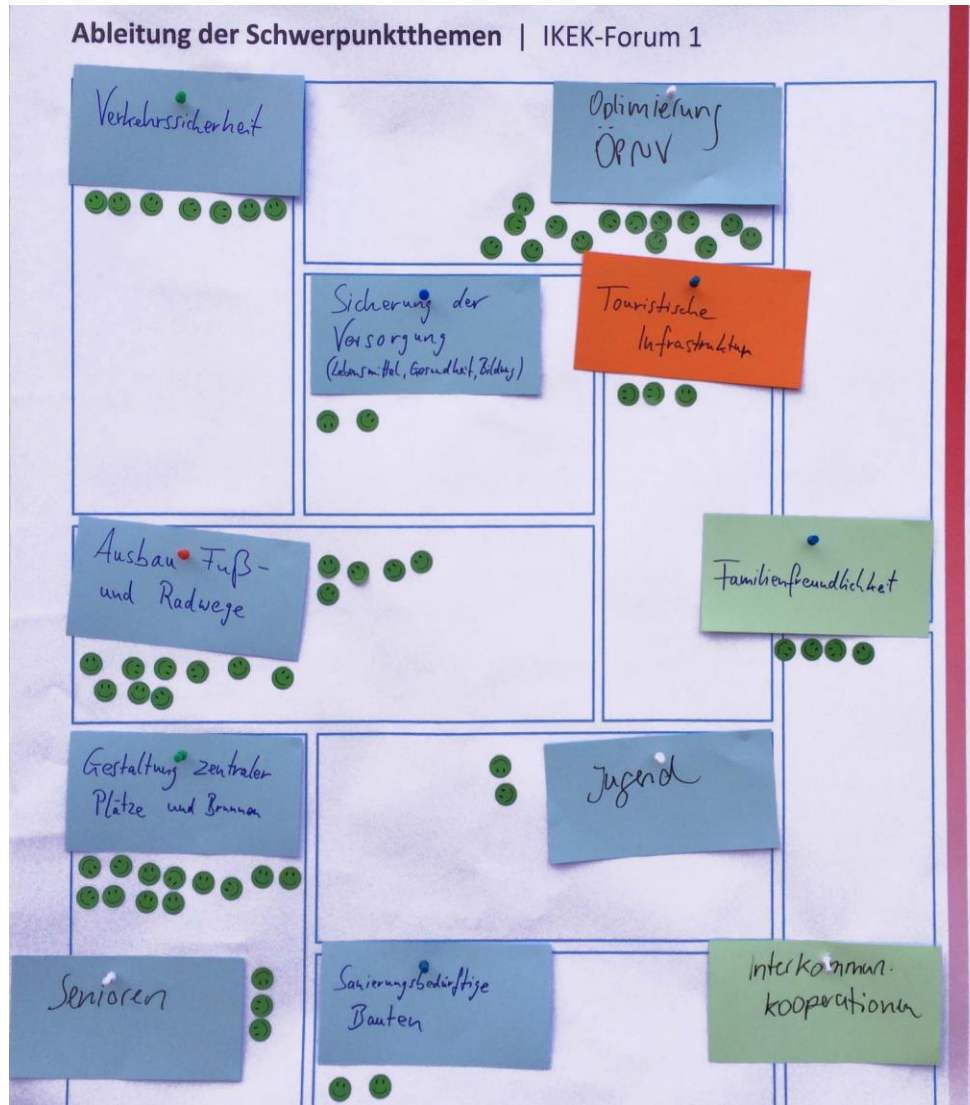 Ableitung der Schwerpunktthemen | IKEK-Forum 1
Verkehrssicherheit
Optimierung
ÖPNV
Sicherung der
Versorgung
(Lebensmittel, Gesundheit, Bildung)
Touristische
Infrastruktur
Ausbau Fuß-
und Radwege
Familienfreundlichkeit
Gestaltung zentraler
Plätze und Brunnen
Jugend
Senioren
Sanierungsbedürftige
Bauten
Interkommun.
kooperationen